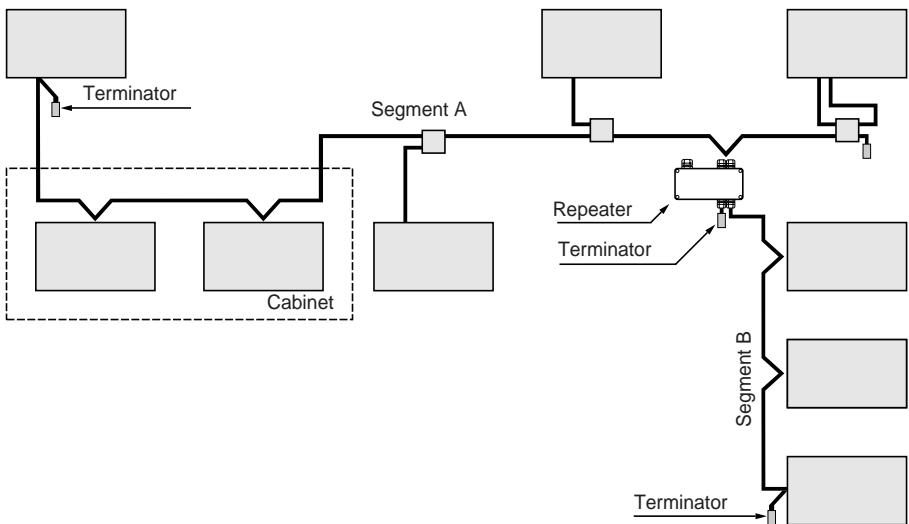 Terminator
Segment A
Repeater
Terminator
Cabinet
Segment B
Terminator